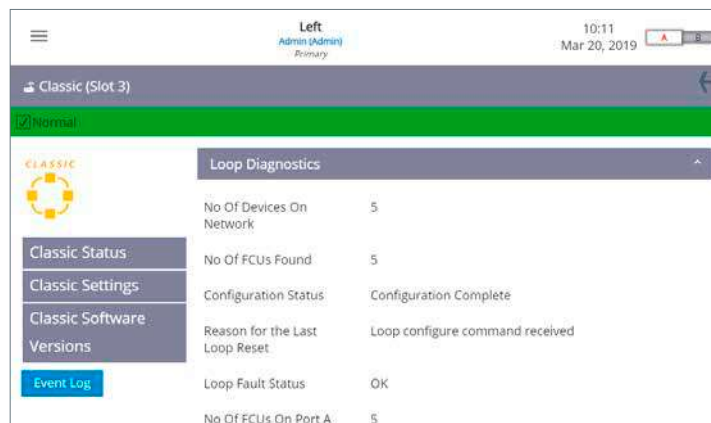 Left
Admin (Admin)
Primary
10:11
Mar 20, 2019
A
B
Classic (Slot 3)
Normal
CLASSIC
Classic Status
Classic Settings
Classic Software
Versions
Event Log
Loop Diagnostics
No Of Devices On
Network
5
No Of FCUs Found
5
Configuration Status
Configuration Complete
Reason for the Last
Loop Reset
Loop configure command received
Loop Fault Status
OK
No Of FCUs On Port A
5